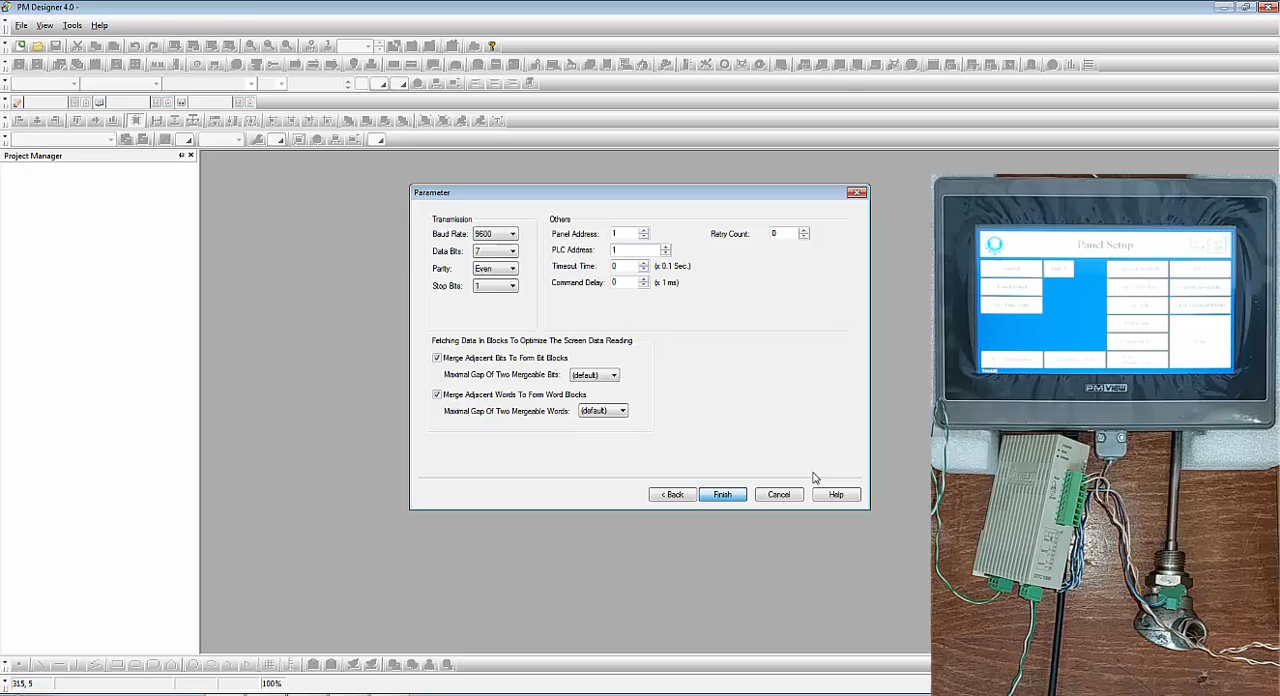 PM Designer 4.0 -
File View Tools Help
Project Manager
Parameter
Transmission
Baud Rate: 9600
Data Bits: 7
Parity: Even
Stop Bits: 1
Others
Panel Address: 1
PLC Address: 1
Timeout Time: 0 (x 0.1 Sec.)
Command Delay: 0 (x 1 ms)
Retry Count: 0
Fetching Data In Blocks To Optimize The Screen Data Reading
Merge Adjacent Bits To Form Bit Blocks
Maximal Gap Of Two Mergeable Bits: (default)
Merge Adjacent Words To Form Word Blocks
Maximal Gap Of Two Mergeable Words: (default)
< Back Finish Cancel Help
Panel Setup
PMVIEW
315, 5
100%